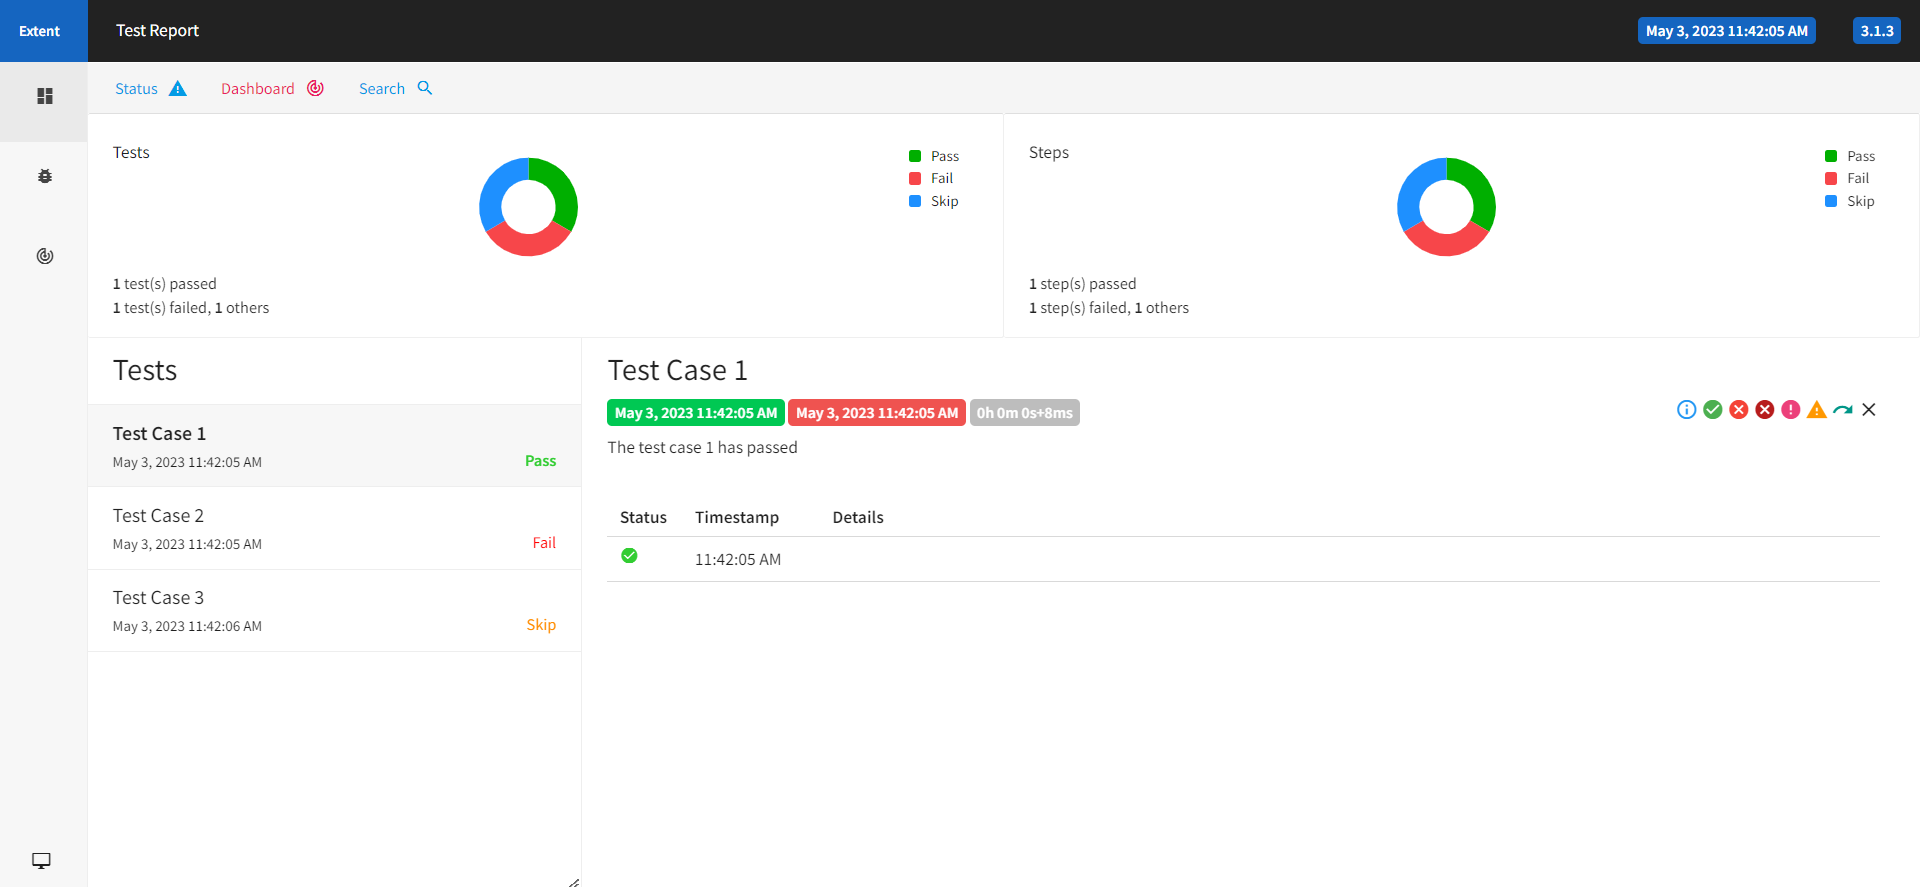 Extent
Test Report
May 3, 2023 11:42:05 AM
3.1.3
Status
Dashboard
Search
Tests
Pass
Fail
Skip
1 test(s) passed
1 test(s) failed, 1 others
Steps
Pass
Fail
Skip
1 step(s) passed
1 step(s) failed, 1 others
Tests
Test Case 1
May 3, 2023 11:42:05 AM
Pass
Test Case 2
May 3, 2023 11:42:05 AM
Fail
Test Case 3
May 3, 2023 11:42:06 AM
Skip
Test Case 1
May 3, 2023 11:42:05 AM May 3, 2023 11:42:05 AM 0h 0m 0s+8ms
The test case 1 has passed
Status Timestamp Details
11:42:05 AM